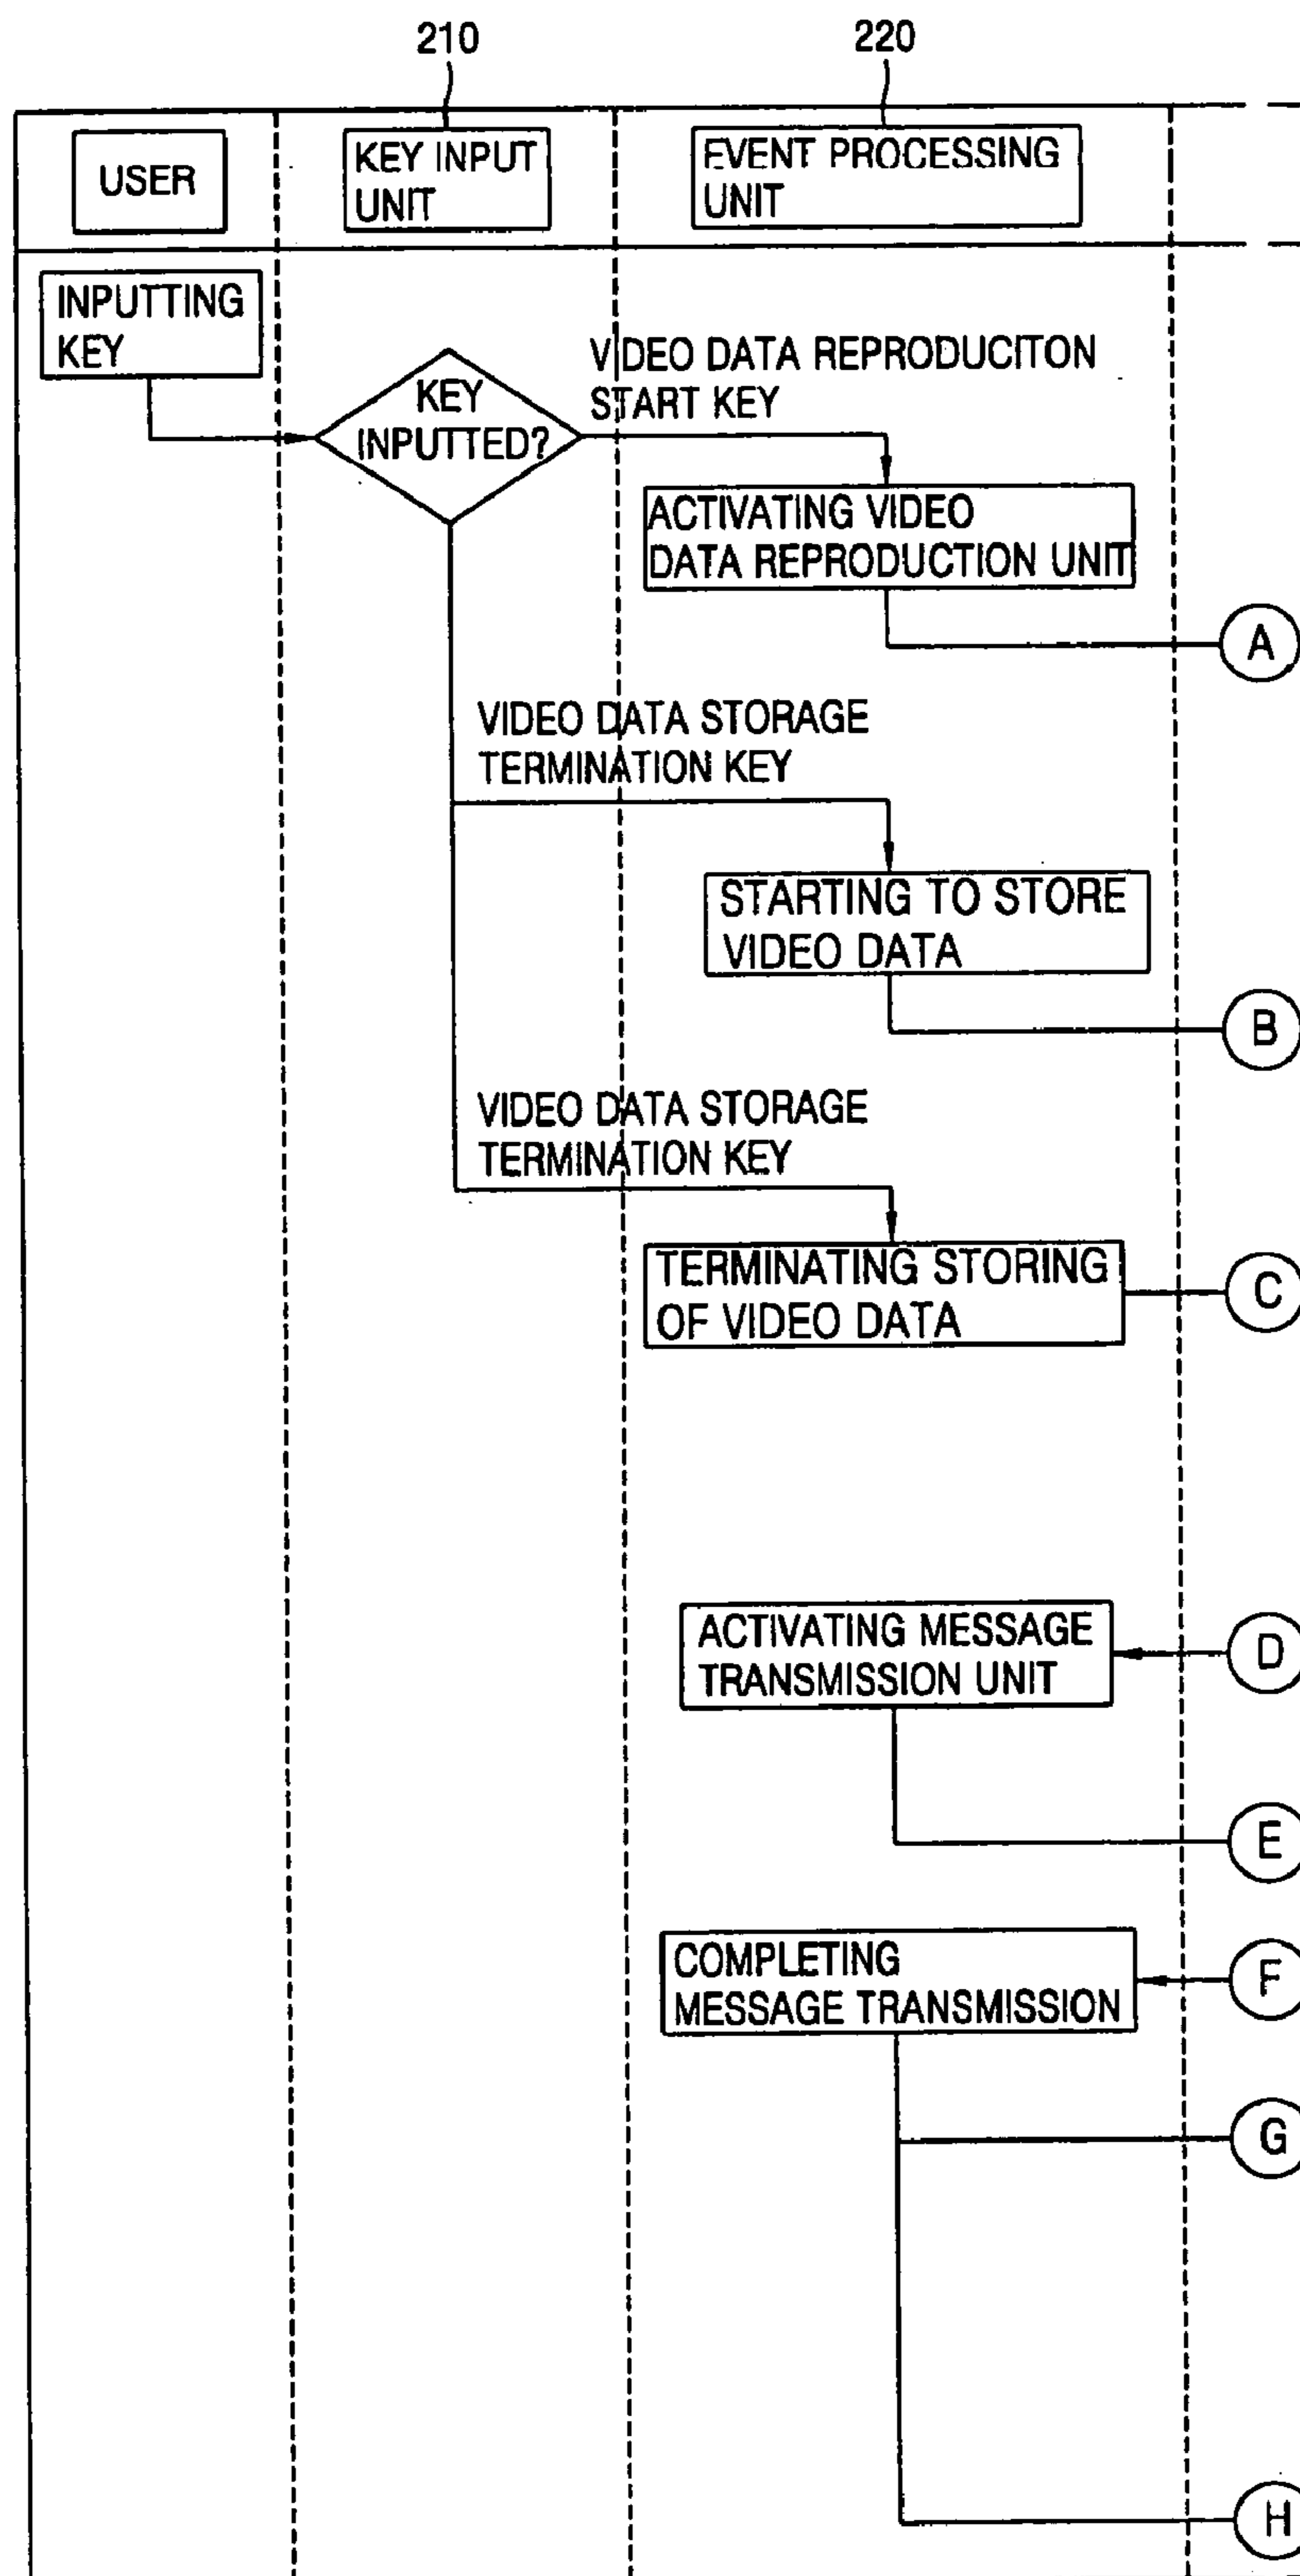 210
220
USER
KEY INPUT
UNIT
EVENT PROCESSING
UNIT
INPUTTING
KEY
KEY
INPUTTED?
VIDEO DATA REPRODUCITON
START KEY
ACTIVATING VIDEO
DATA REPRODUCTION UNIT
A
VIDEO DATA STORAGE
TERMINATION KEY
STARTING TO STORE
VIDEO DATA
B
VIDEO DATA STORAGE
TERMINATION KEY
TERMINATING STORING
OF VIDEO DATA
C
ACTIVATING MESSAGE
TRANSMISSION UNIT
D
E
COMPLETING
MESSAGE TRANSMISSION
F
G
H